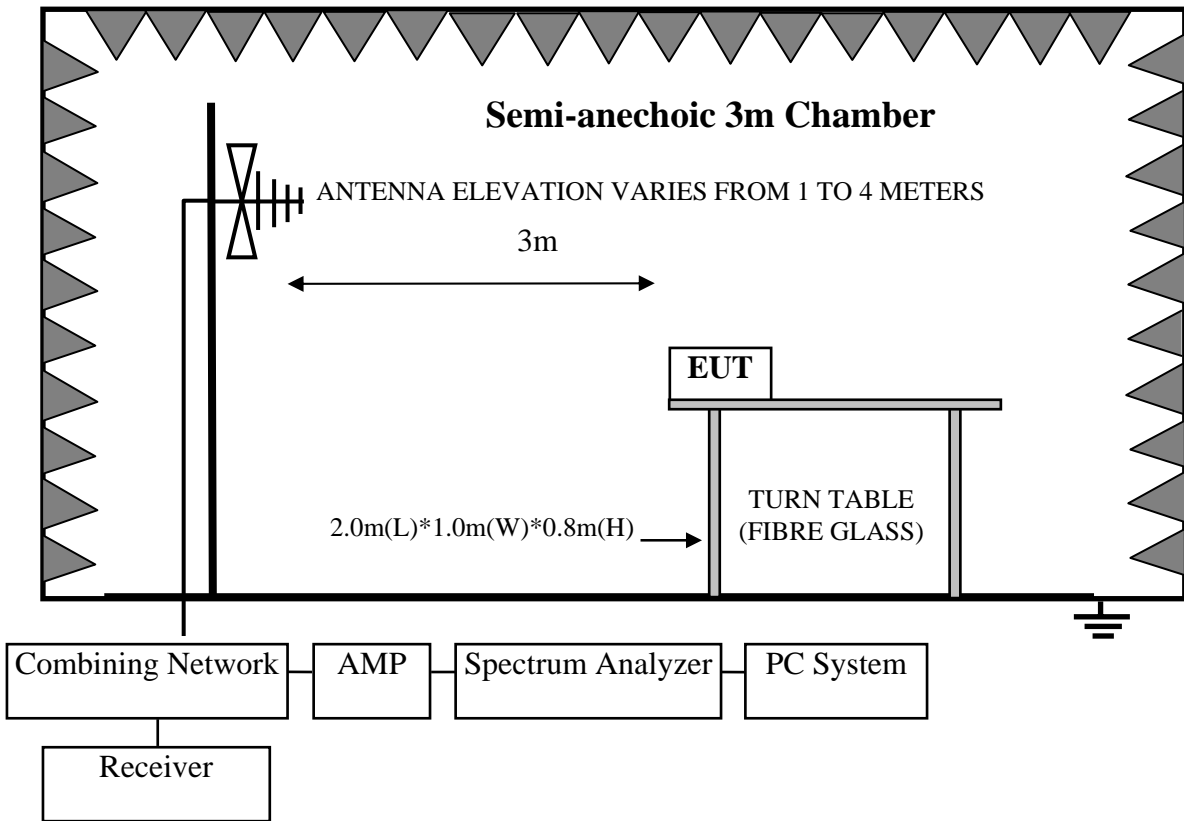 Semi-anechoic 3m Chamber
ANTENNA ELEVATION VARIES FROM 1 TO 4 METERS
3m
EUT
TURN TABLE
(FIBRE GLASS)
2.0m(L)*1.0m(W)*0.8m(H)
Combining Network
AMP
Spectrum Analyzer
PC System
Receiver